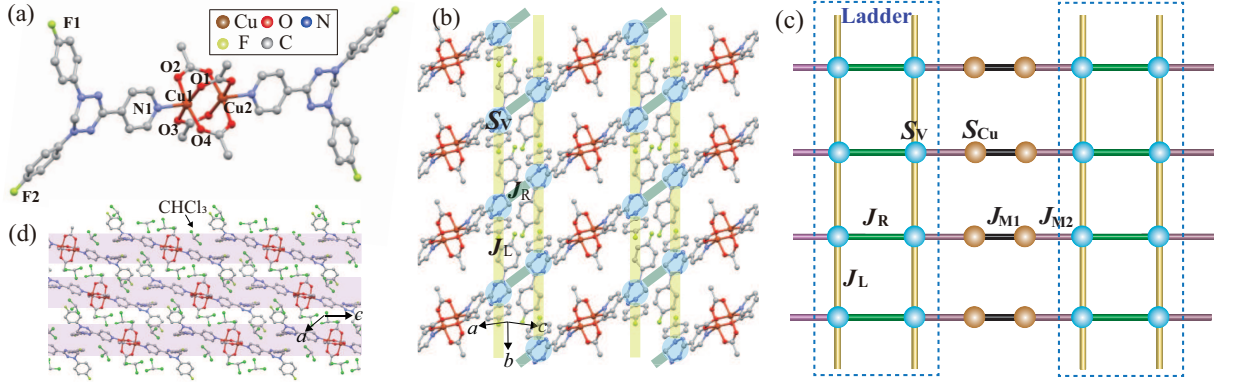 (a)
F1
Cu O N
F C
O2
O1
N1
Cu1
Cu2
O3
O4
F2
CHCl₃
(d)
a
c
(b)
S_V
J_R
J_L
a
c
b
(c)
Ladder
S_V
S_Cu
J_R
J_M1
J_M2
J_L